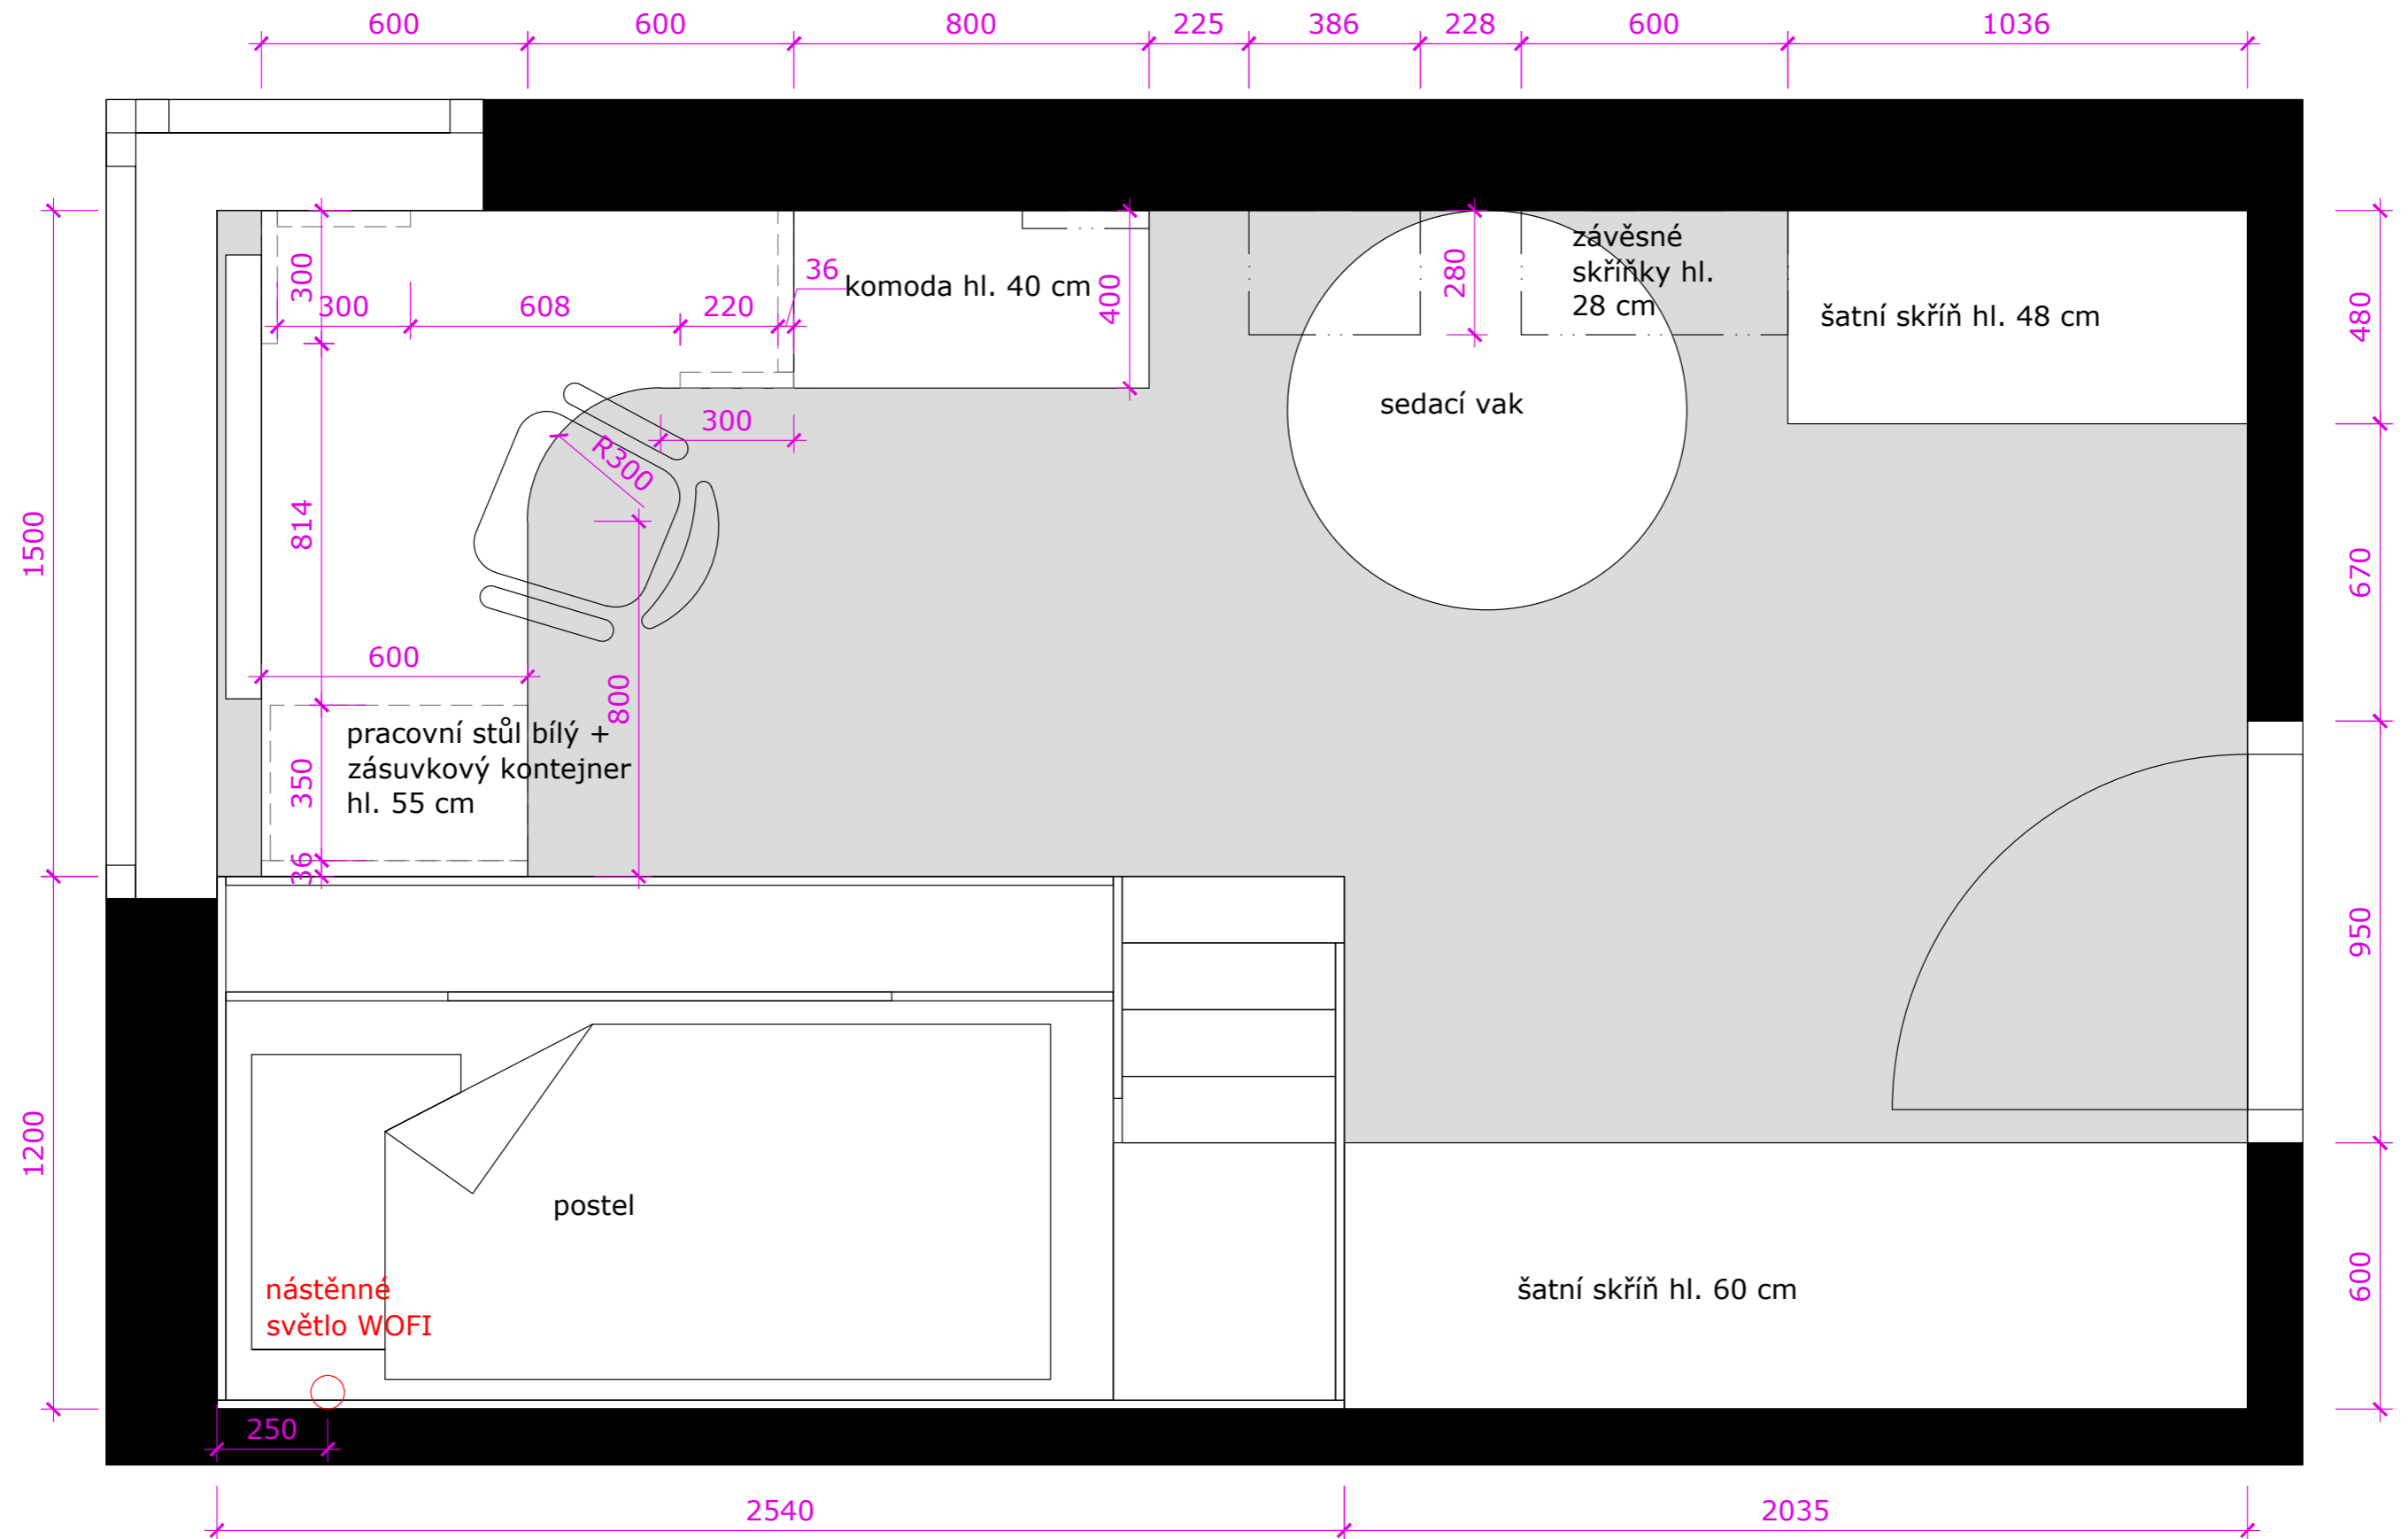 600 600 800 225 386 228 600 1036
300
300 608 220
36
komoda hl. 40 cm
400
280
závěsné
skříňky hl.
28 cm
šatní skříň hl. 48 cm
480
300
R300
sedací vak
1500
814
670
600
800
pracovní stůl bílý +
zásuvkový kontejner
hl. 55 cm
350
36
950
1200
postel
nástěnné
světlo WOFI
šatní skříň hl. 60 cm
600
250
2540 2035